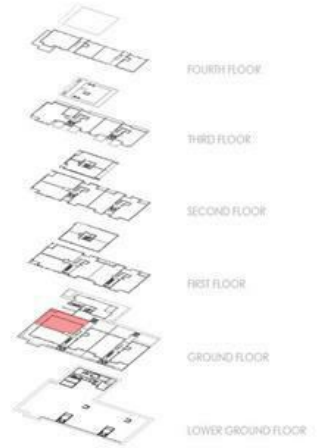 FOURTH FLOOR
THIRD FLOOR
SECOND FLOOR
FIRST FLOOR
GROUND FLOOR
LOWER GROUND FLOOR